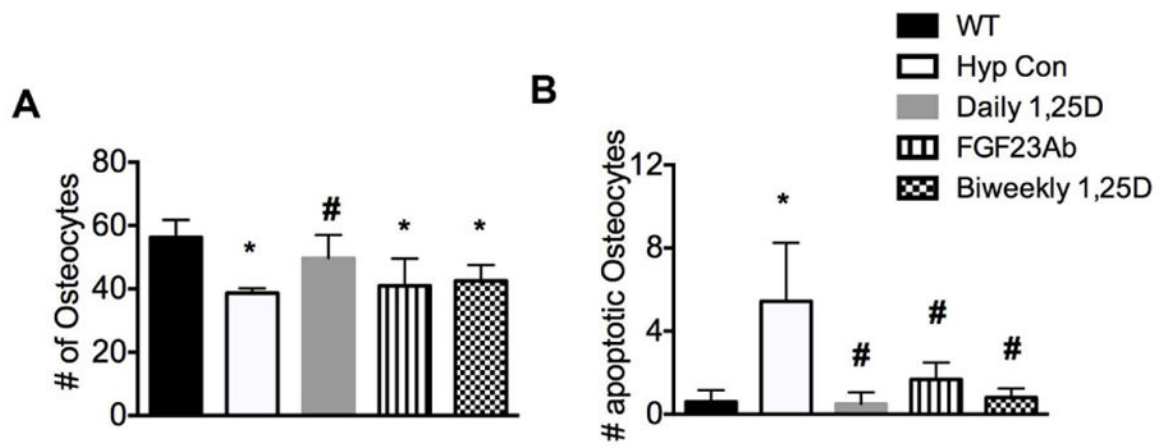 WT
Hyp Con
Daily 1,25D
FGF23Ab
Biweekly 1,25D
A
# of Osteocytes
80
60
40
20
0
*
#
*
*
B
# apoptotic Osteocytes
12
8
4
0
*
#
#
#